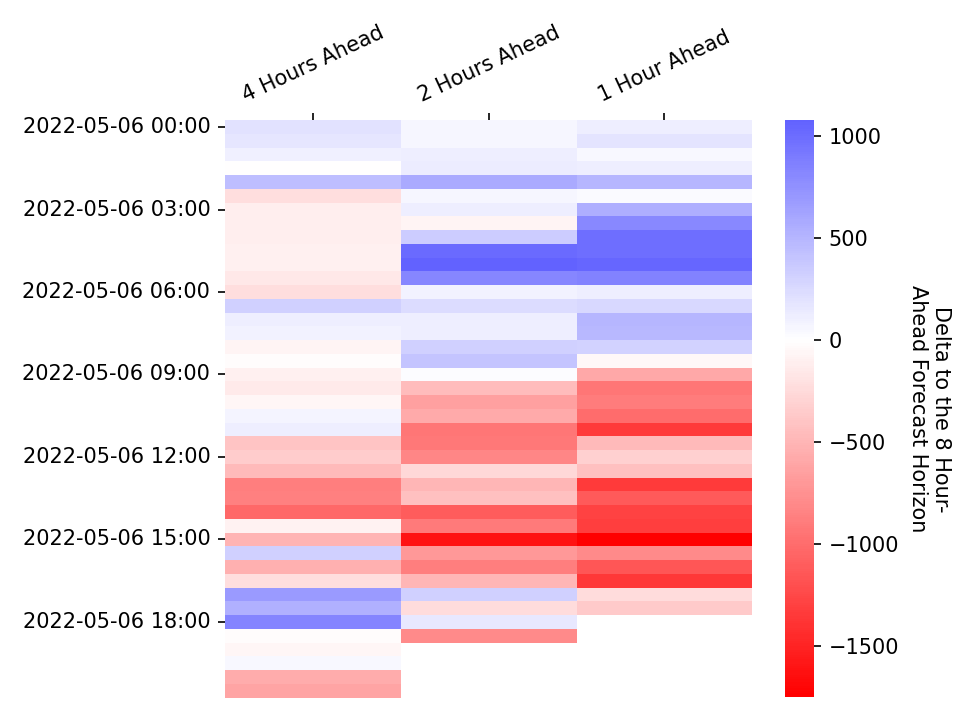 4 Hours Ahead
2 Hours Ahead
1 Hour Ahead
2022-05-06 00:00
2022-05-06 03:00
2022-05-06 06:00
2022-05-06 09:00
2022-05-06 12:00
2022-05-06 15:00
2022-05-06 18:00
1000
500
0
−500
−1000
−1500
Delta to the 8 Hour-
Ahead Forecast Horizon